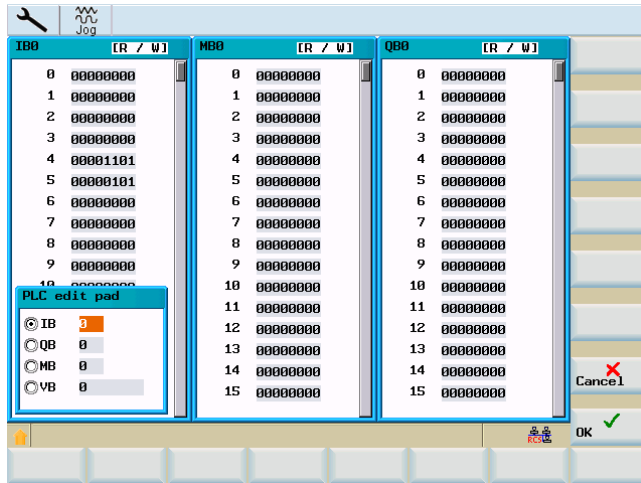 Jog
IB0 [R / W] MB0 [R / W] QB0 [R / W]
0 00000000 0 00000000 0 00000000
1 00000000 1 00000000 1 00000000
2 00000000 2 00000000 2 00000000
3 00000000 3 00000000 3 00000000
4 00001101 4 00000000 4 00000000
5 00000101 5 00000000 5 00000000
6 00000000 6 00000000 6 00000000
7 00000000 7 00000000 7 00000000
8 00000000 8 00000000 8 00000000
9 00000000 9 00000000 9 00000000
10 00000000 10 00000000 10 00000000
PLC edit pad
IB 0
QB 0
MB 0
VB 0
11 00000000 11 00000000
12 00000000 12 00000000
13 00000000 13 00000000
14 00000000 14 00000000
15 00000000 15 00000000
Cancel
OK
RCS